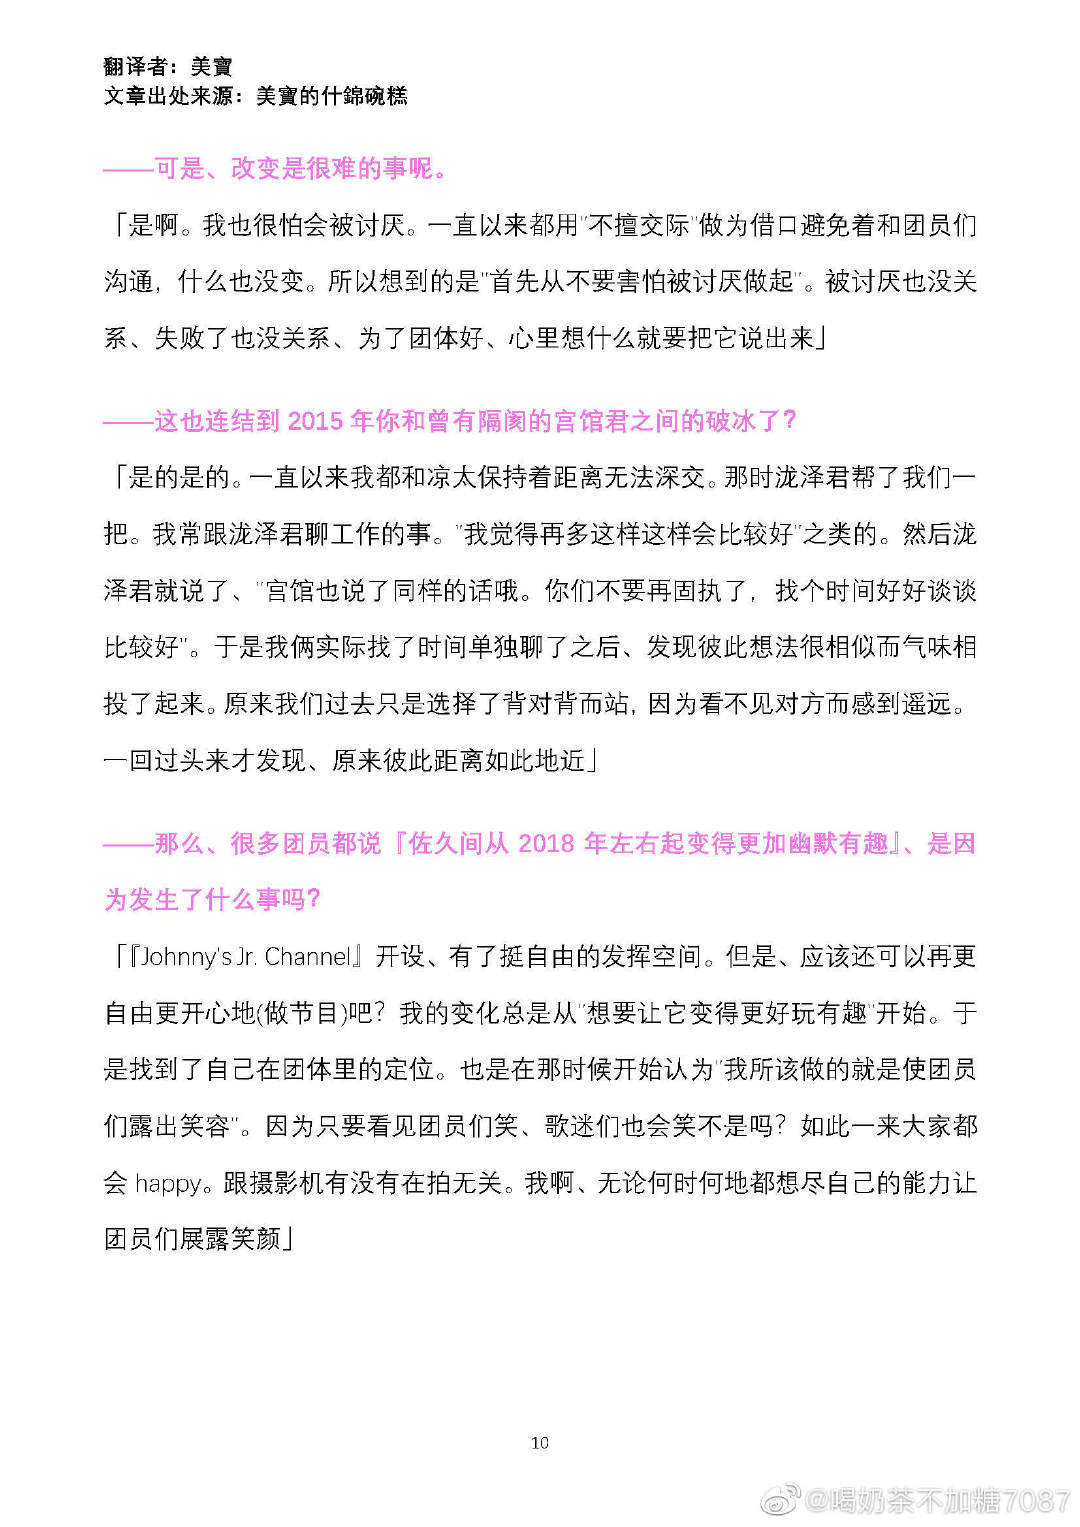 翻译者：美寶
文章出处来源：美寶的什錦碗糕
——可是、改变是很难的事呢。
「是啊。我也很怕会被讨厌。一直以来都用"不擅交际"做为借口避免着和团员们
沟通，什么也没变。所以想到的是"首先从不要害怕被讨厌做起"。被讨厌也没关
系、失败了也没关系、为了团体好、心里想什么就要把它说出来」
——这也连结到 2015 年你和曾有隔阂的宫馆君之间的破冰了？
「是的是的。一直以来我都和凉太保持着距离无法深交。那时泷泽君帮了我们一
把。我常跟泷泽君聊工作的事。"我觉得再多这样这样会比较好"之类的。然后泷
泽君就说了、"宫馆也说了同样的话哦。你们不要再固执了，找个时间好好谈谈
比较好"。于是我俩实际找了时间单独聊了之后、发现彼此想法很相似而气味相
投了起来。原来我们过去只是选择了背对背而站，因为看不见对方而感到遥远。
一回过头来才发现、原来彼此距离如此地近」
——那么、很多团员都说『佐久间从 2018 年左右起变得更加幽默有趣』、是因
为发生了什么事吗？
「『Johnny's Jr. Channel』开设、有了挺自由的发挥空间。但是、应该还可以再更
自由更开心地(做节目)吧？我的变化总是从"想要让它变得更好玩有趣"开始。于
是找到了自己在团体里的定位。也是在那时候开始认为"我所该做的就是使团员
们露出笑容"。因为只要看见团员们笑、歌迷们也会笑不是吗？如此一来大家都
会 happy。跟摄影机有没有在拍无关。我啊、无论何时何地都想尽自己的能力让
团员们展露笑颜」
10
@喝奶茶不加糖7087